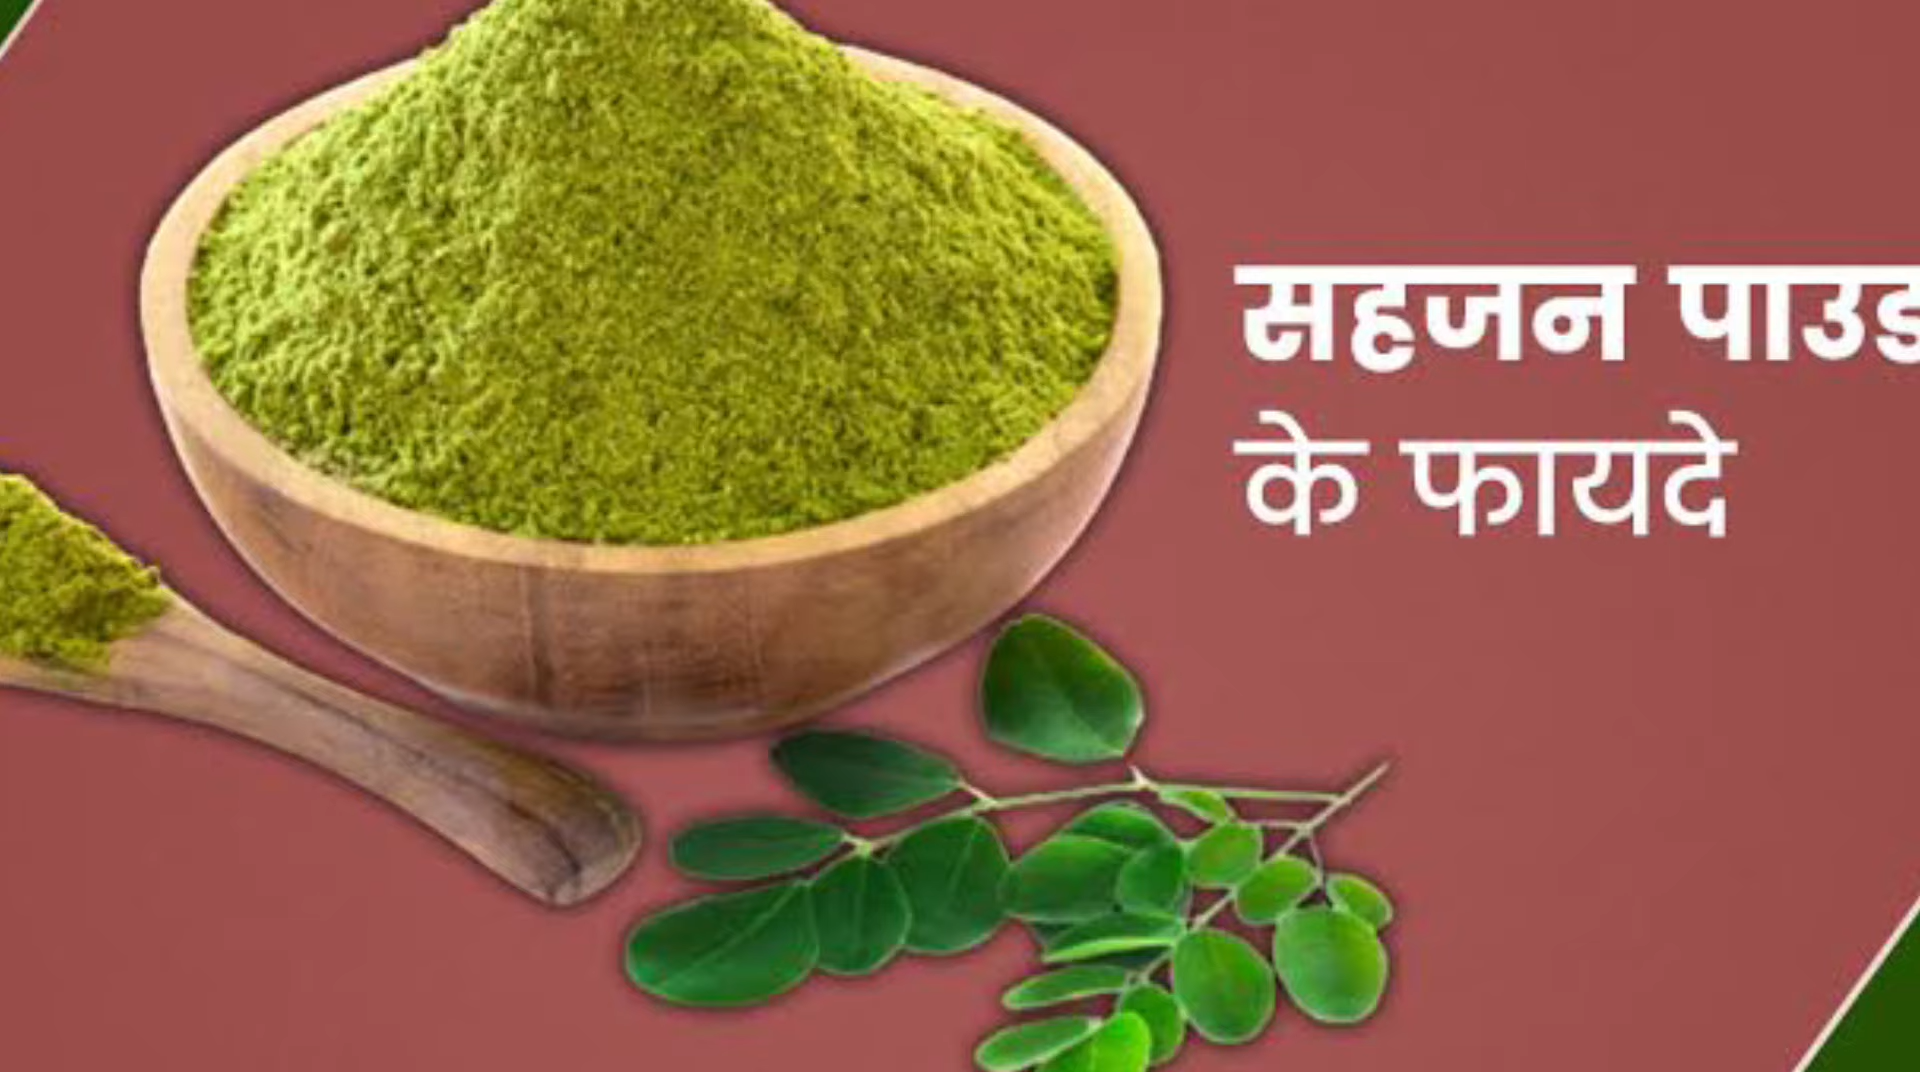 सहजन पाउड
के फायदे